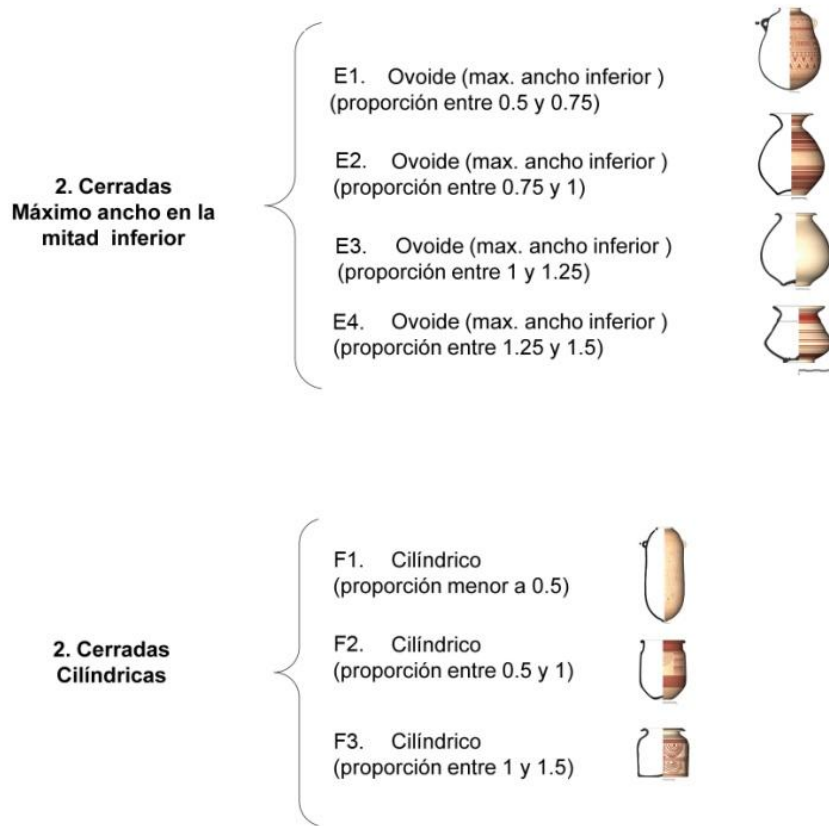 2. Cerradas
Máximo ancho en la
mitad inferior
E1. Ovoide (max. ancho inferior )
(proporción entre 0.5 y 0.75)
E2. Ovoide (max. ancho inferior )
(proporción entre 0.75 y 1)
E3. Ovoide (max. ancho inferior )
(proporción entre 1 y 1.25)
E4. Ovoide (max. ancho inferior )
(proporción entre 1.25 y 1.5)
2. Cerradas
Cilíndricas
F1. Cilíndrico
(proporción menor a 0.5)
F2. Cilíndrico
(proporción entre 0.5 y 1)
F3. Cilíndrico
(proporción entre 1 y 1.5)